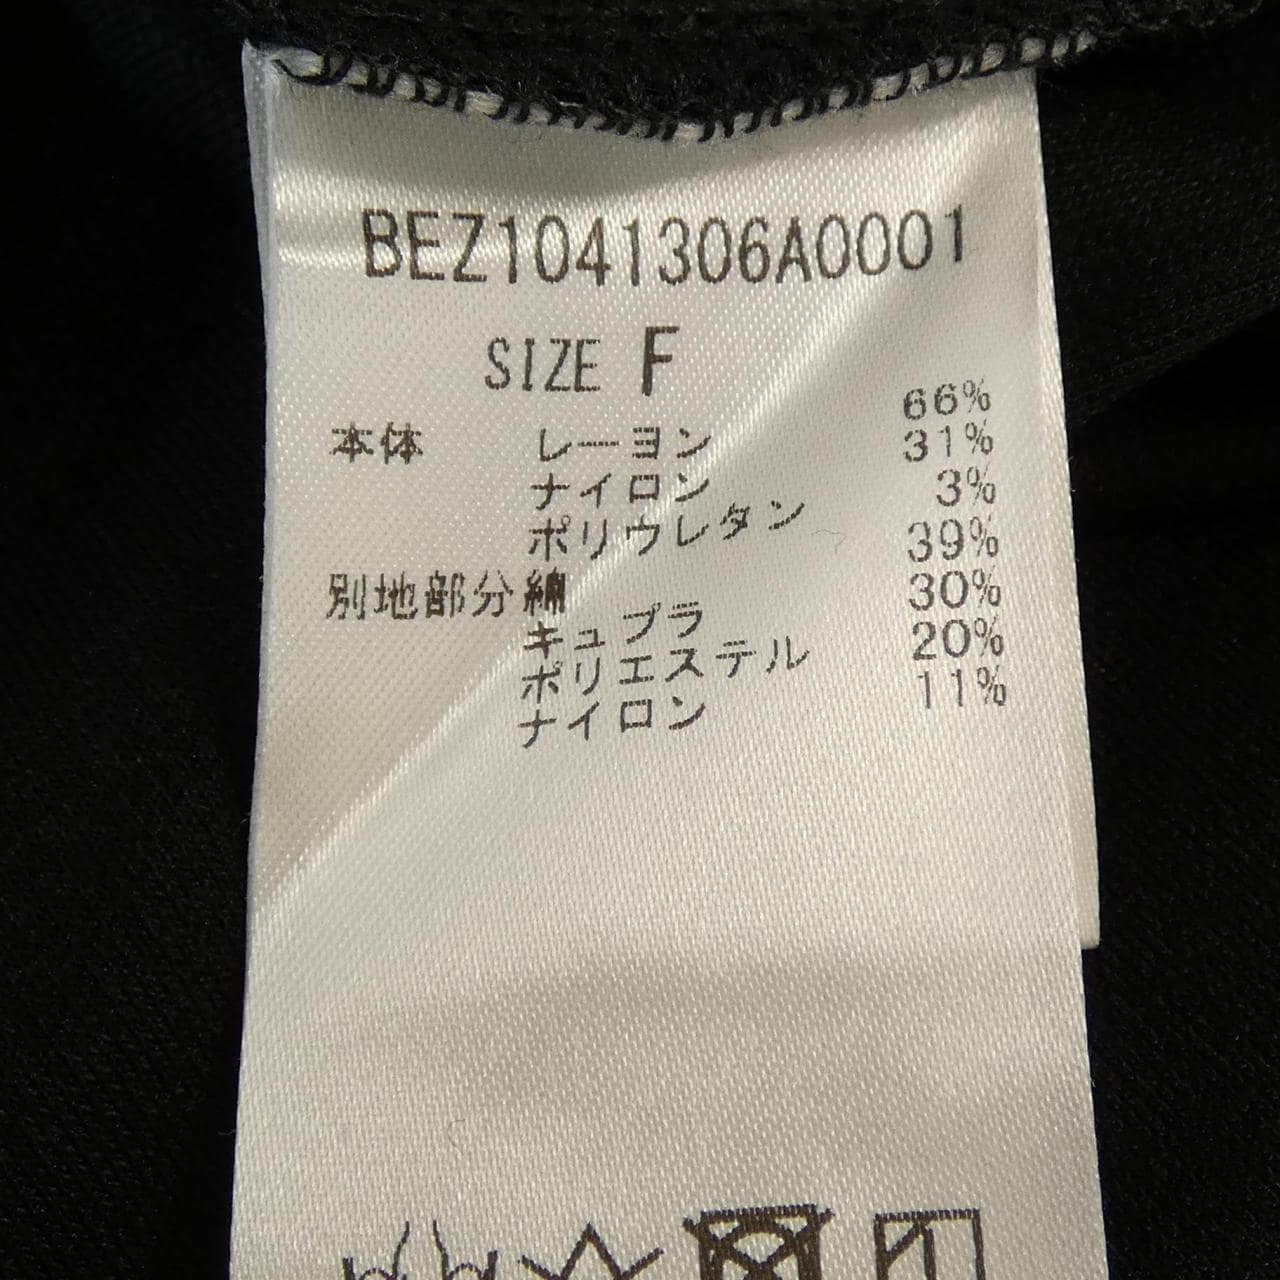 BEZ1041306A0001
SIZE F
本体 レーヨン 66%
ナイロン 31%
ポリウレタン 3%
別地部分 綿 39%
キュプラ 30%
ポリエステル 20%
ナイロン 11%